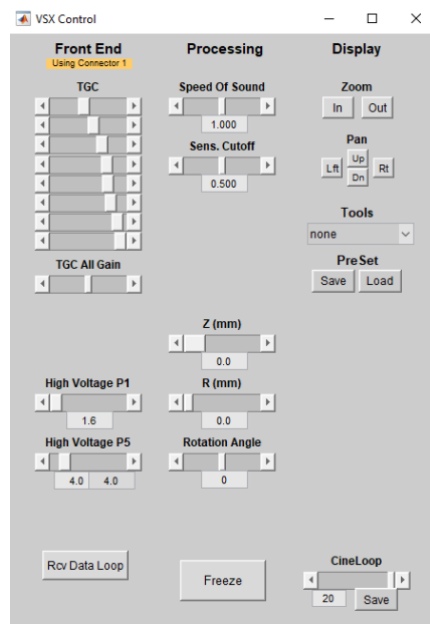 VSX Control
Front End
Using Connector 1
TGC
TGC All Gain
High Voltage P1
1.6
High Voltage P5
4.0 4.0
Rcv Data Loop
Processing
Speed Of Sound
1.000
Sens. Cutoff
0.500
Z (mm)
0.0
R (mm)
0.0
Rotation Angle
0
Freeze
Display
Zoom
In Out
Pan
Up
Lft Rt
Dn
Tools
none
PreSet
Save Load
CineLoop
20 Save